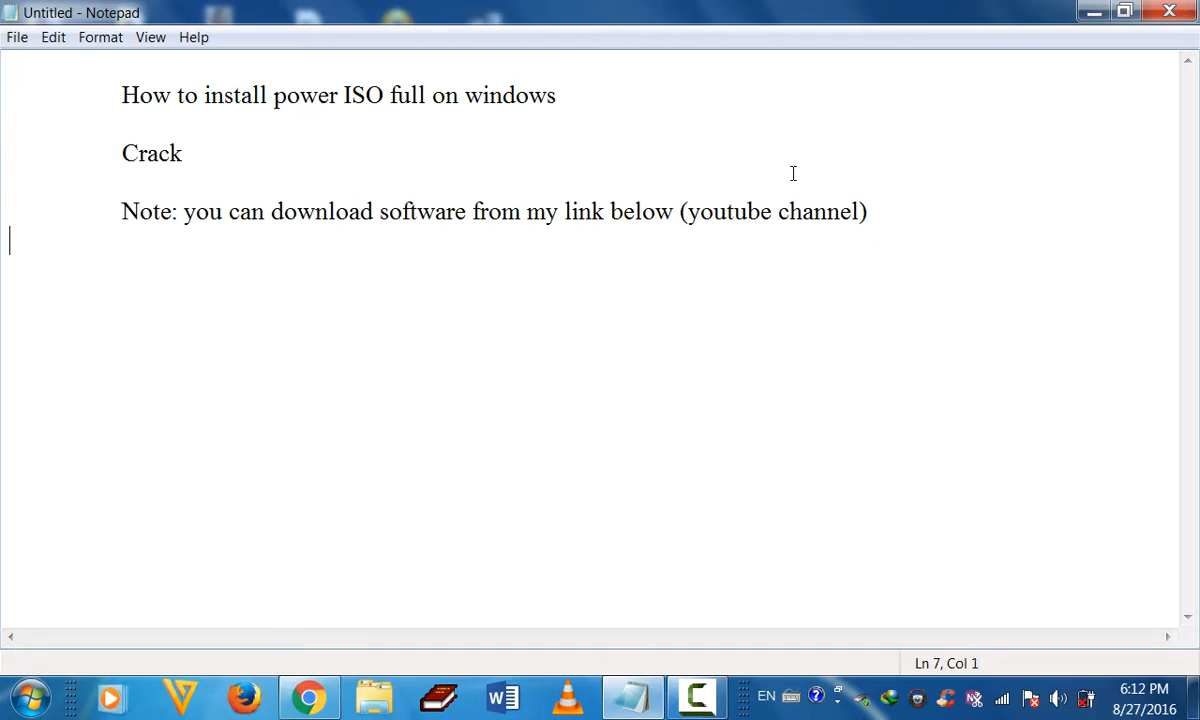 Untitled - Notepad
File Edit Format View Help
How to install power ISO full on windows
Crack
Note: you can download software from my link below (youtube channel)
Ln 7, Col 1
EN
6:12 PM
8/27/2016